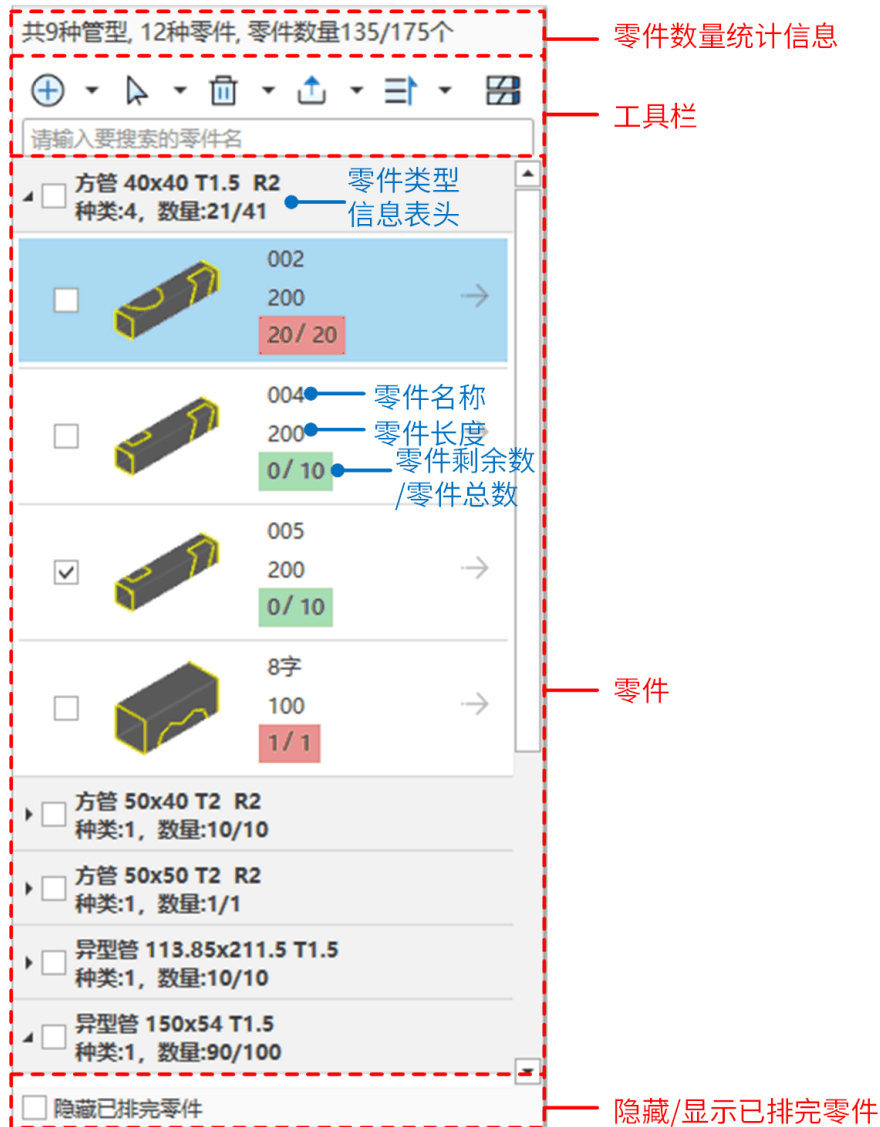 共9种管型, 12种零件, 零件数量135/175个
零件数量统计信息
工具栏
请输入要搜索的零件名
方管 40x40 T1.5 R2
种类:4，数量:21/41
零件类型
信息表头
002
200
20/ 20
004
零件名称
200
零件长度
0/ 10
零件剩余数
/零件总数
005
200
0/ 10
8字
100
1/ 1
零件
方管 50x40 T2 R2
种类:1，数量:10/10
方管 50x50 T2 R2
种类:1，数量:1/1
异型管 113.85x211.5 T1.5
种类:1，数量:10/10
异型管 150x54 T1.5
种类:1，数量:90/100
隐藏已排完零件
隐藏/显示已排完零件